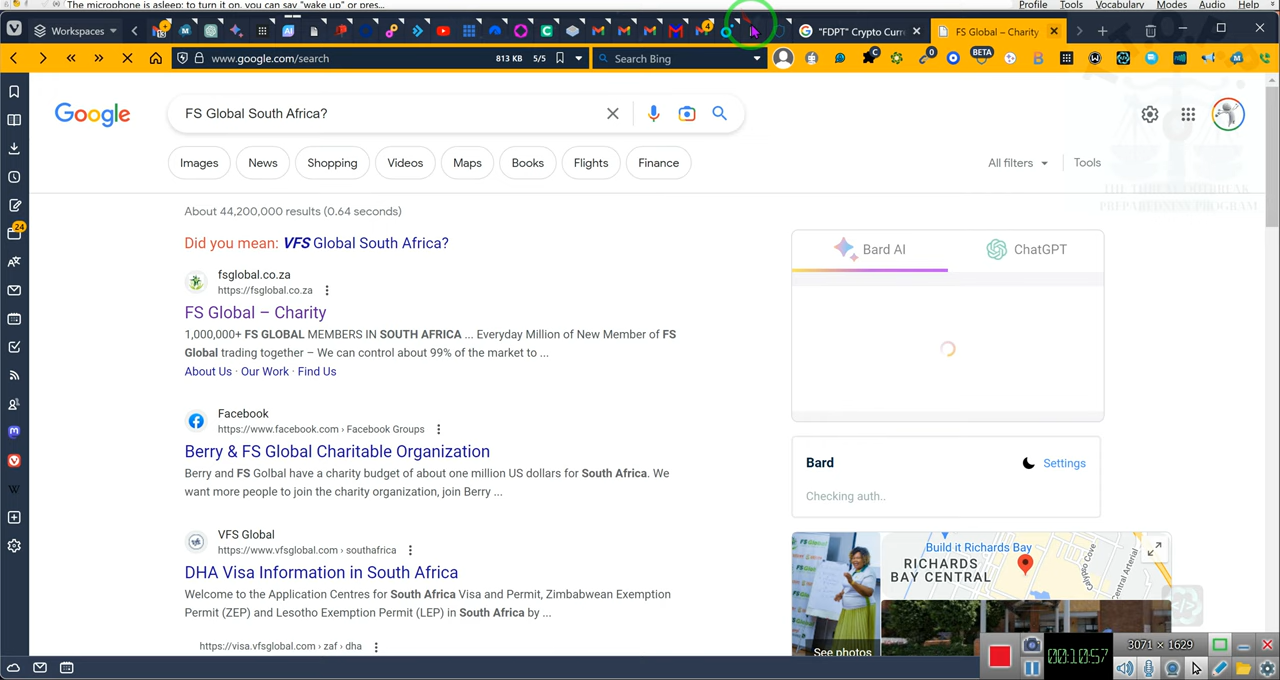 The microphone is asleep: to turn it on, you can say "wake up" or pres...
Profile Tools Vocabulary Modes Audio Help
Workspaces
"FDPT" Crypto Curr
FS Global – Charity
www.google.com/search
813 KB 5/5
Search Bing
BETA
Google
FS Global South Africa?
Images News Shopping Videos Maps Books Flights Finance
All filters Tools
THE THREAT OUTBREAK
PREPAREDNESS PROGRAM
About 44,200,000 results (0.64 seconds)
Did you mean: VFS Global South Africa?
fsglobal.co.za
https://fsglobal.co.za
FS Global – Charity
1,000,000+ FS GLOBAL MEMBERS IN SOUTH AFRICA ... Everyday Million of New Member of FS
Global trading together – We can control about 99% of the market to ...
About Us · Our Work · Find Us
Facebook
https://www.facebook.com › Facebook Groups
Berry & FS Global Charitable Organization
Berry and FS Golbal have a charity budget of about one million US dollars for South Africa. We
want more people to join the charity organization, join Berry ...
VFS Global
https://www.vfsglobal.com › southafrica
DHA Visa Information in South Africa
Welcome to the Application Centres for South Africa Visa and Permit, Zimbabwean Exemption
Permit (ZEP) and Lesotho Exemption Permit (LEP) in South Africa by ...
https://visa.vfsglobal.com › zaf › dha
Bard AI ChatGPT
Bard
Settings
Checking auth..
Build it Richards Bay
RICHARDS
BAY CENTRAL
Calypso Cove
Central Arterial
See photos
3071 × 1629
00:10:57
24